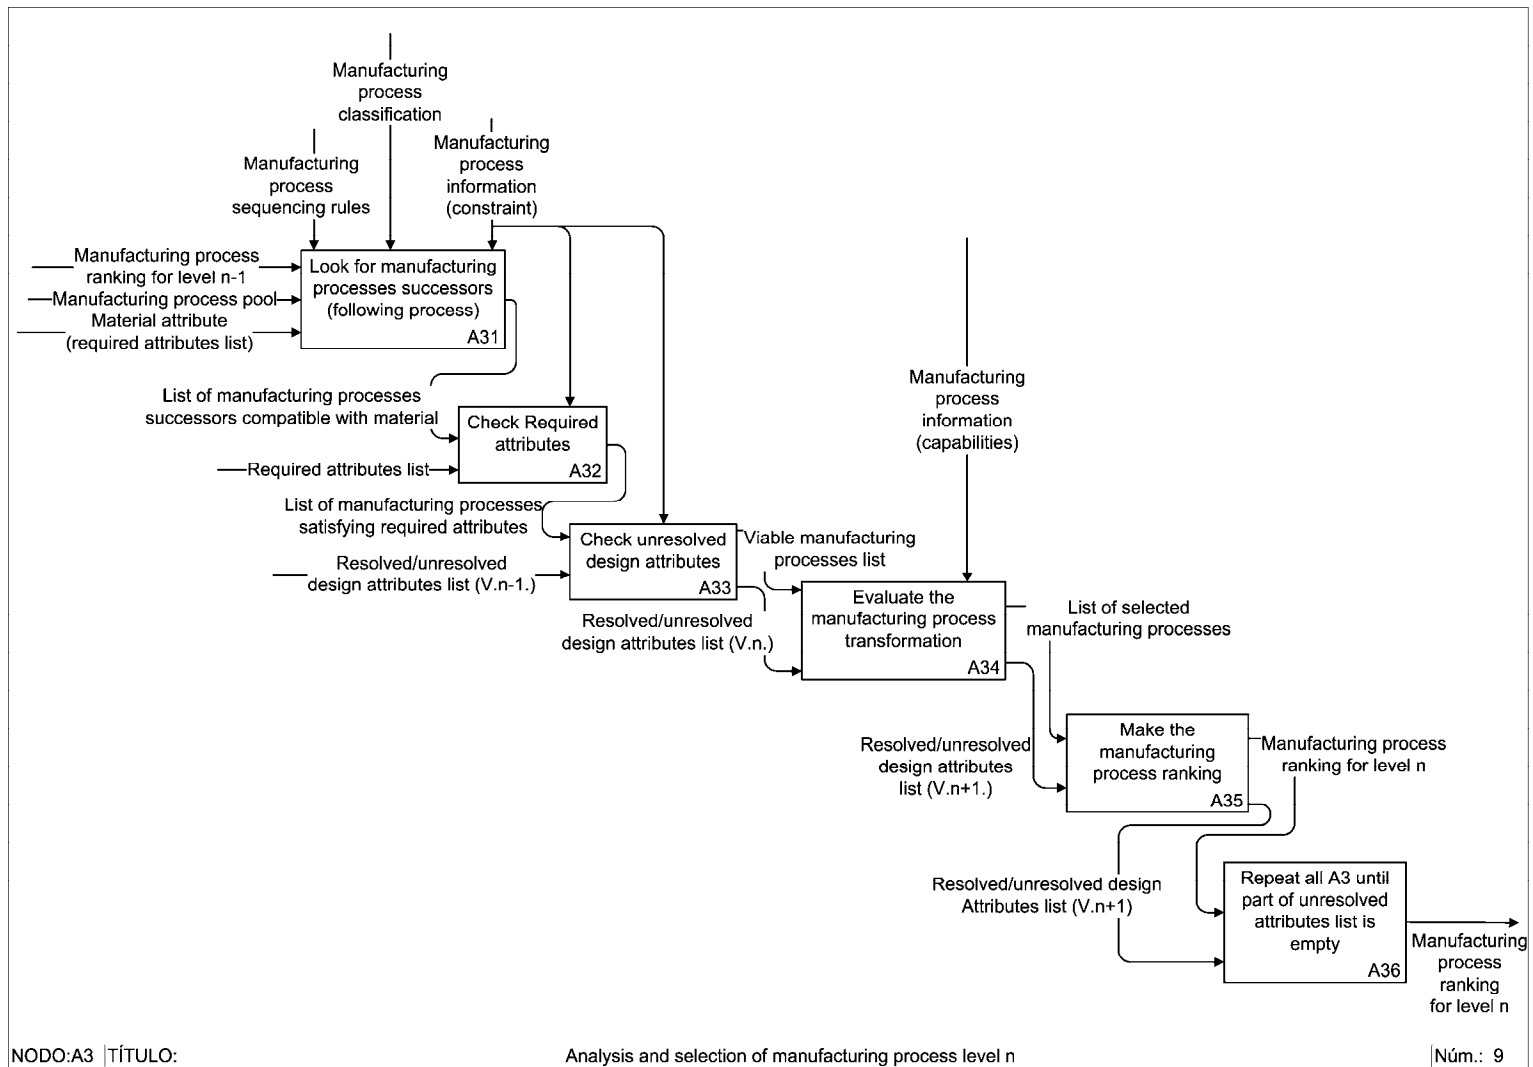 Manufacturing
process
classification
Manufacturing
process
information
(constraint)
Manufacturing
process
sequencing rules
Manufacturing process
ranking for level n-1
Manufacturing process pool
Material attribute
(required attributes list)
Look for manufacturing
processes successors
(following process)
A31
List of manufacturing processes
successors compatible with material
Check Required
attributes
A32
Required attributes list
Manufacturing
process
information
(capabilities)
List of manufacturing processes
satisfying required attributes
Check unresolved
design attributes
A33
Resolved/unresolved
design attributes list (V.n-1.)
Viable manufacturing
processes list
Resolved/unresolved
design attributes list (V.n.)
Evaluate the
manufacturing process
transformation
A34
List of selected
manufacturing processes
Resolved/unresolved
design attributes
list (V.n+1.)
Make the
manufacturing
process ranking
A35
Manufacturing process
ranking for level n
Resolved/unresolved design
Attributes list (V.n+1)
Repeat all A3 until
part of unresolved
attributes list is
empty
A36
Manufacturing
process
ranking
for level n
NODO:A3 TÍTULO: Analysis and selection of manufacturing process level n Núm.: 9